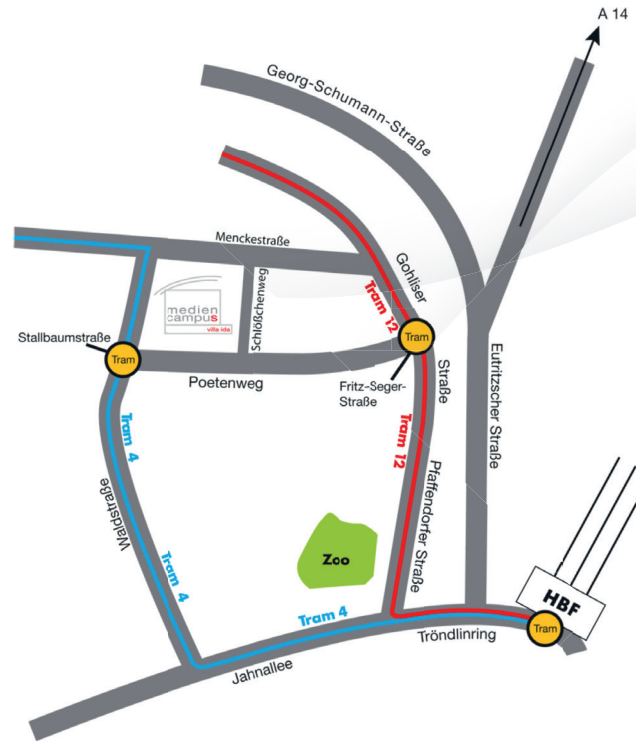 A 14
Georg-Schumann-Straße
Menckestraße
Gohliser
Straße
Schlößchenweg
medien
campus
villa ida
Tram 12
Stallbaumstraße
Tram
Tram
Poetenweg
Fritz-Seger-
Straße
Eutritzscher Straße
Tram 4
Tram 12
Waldstraße
Pfaffendorfer Straße
Zoo
Tram 4
Tram 4
HBF
Tram
Tröndlinring
Jahnallee